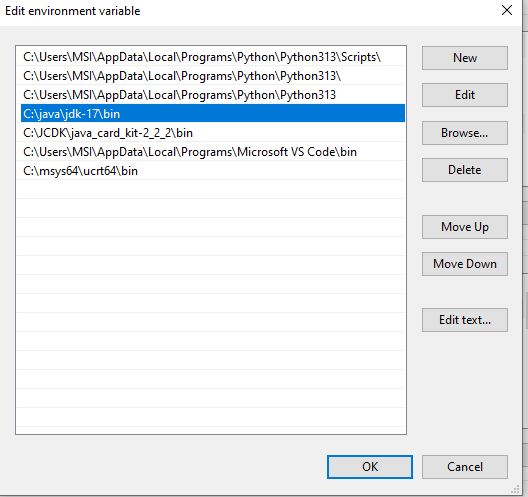 Edit environment variable
C:\Users\MSI\AppData\Local\Programs\Python\Python313\Scripts\
C:\Users\MSI\AppData\Local\Programs\Python\Python313\
C:\Users\MSI\AppData\Local\Programs\Python\Python313
C:\java\jdk-17\bin
C:\JCDK\java_card_kit-2_2_2\bin
C:\Users\MSI\AppData\Local\Programs\Microsoft VS Code\bin
C:\msys64\ucrt64\bin
New
Edit
Browse...
Delete
Move Up
Move Down
Edit text...
OK
Cancel